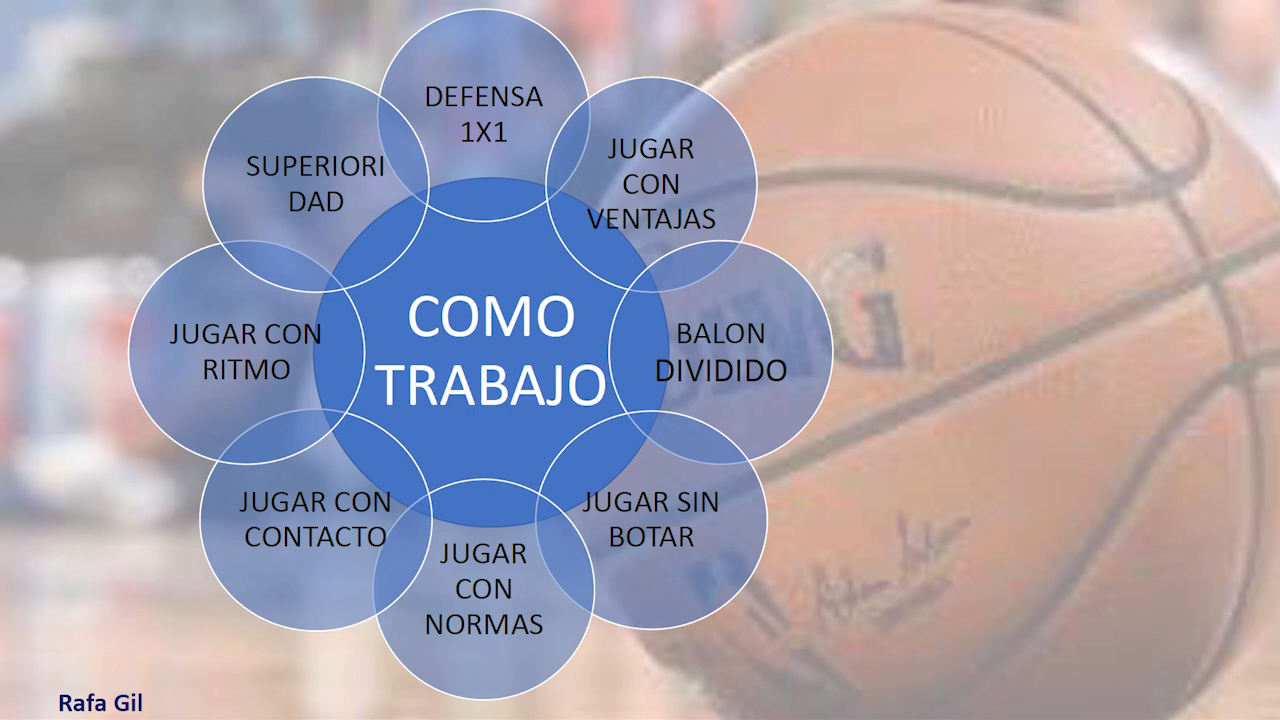 DEFENSA
1X1
JUGAR
CON
VENTAJAS
BALON
DIVIDIDO
JUGAR SIN
BOTAR
JUGAR
CON
NORMAS
JUGAR CON
CONTACTO
JUGAR CON
RITMO
SUPERIORI
DAD
COMO
TRABAJO
Rafa Gil